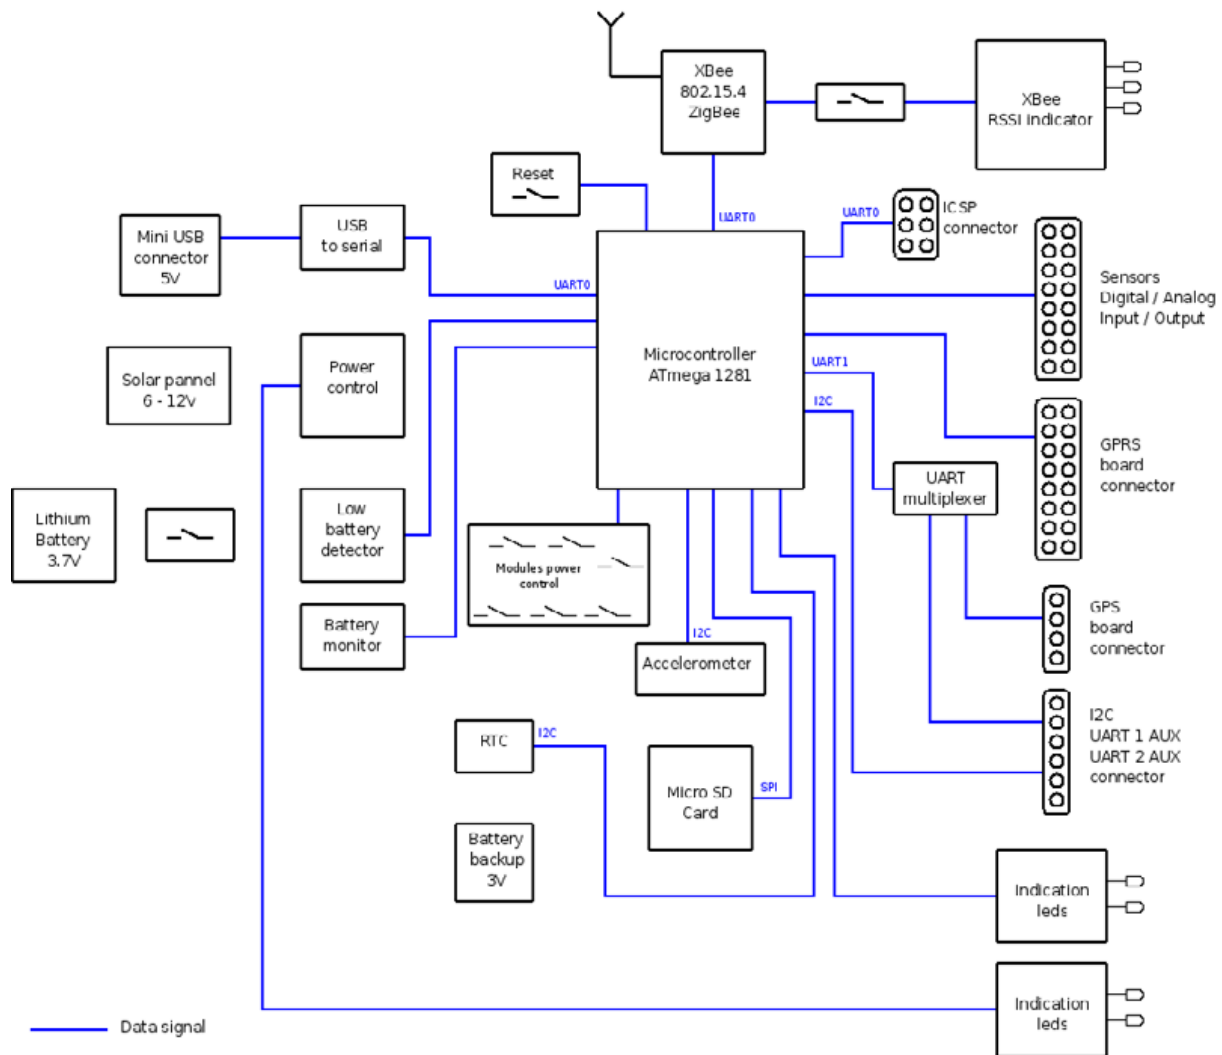 XBee
802.15.4
ZigBee
XBee
RSSI indicator
Reset
UART0
UART0
ICSP
connector
Mini USB
connector
5V
USB
to serial
UART0
Sensors
Digital / Analog
Input / Output
Microcontroller
ATmega 1281
UART1
I2C
Solar pannel
6 - 12V
Power
control
GPRS
board
connector
UART
multiplexer
Lithium
Battery
3.7V
Low
battery
detector
Modules power
control
Battery
monitor
GPS
board
connector
I2C
Accelerometer
I2C
UART 1 AUX
UART 2 AUX
connector
RTC
I2C
Micro SD
Card
SPI
Battery
backup
3V
Indication
leds
Indication
leds
Data signal